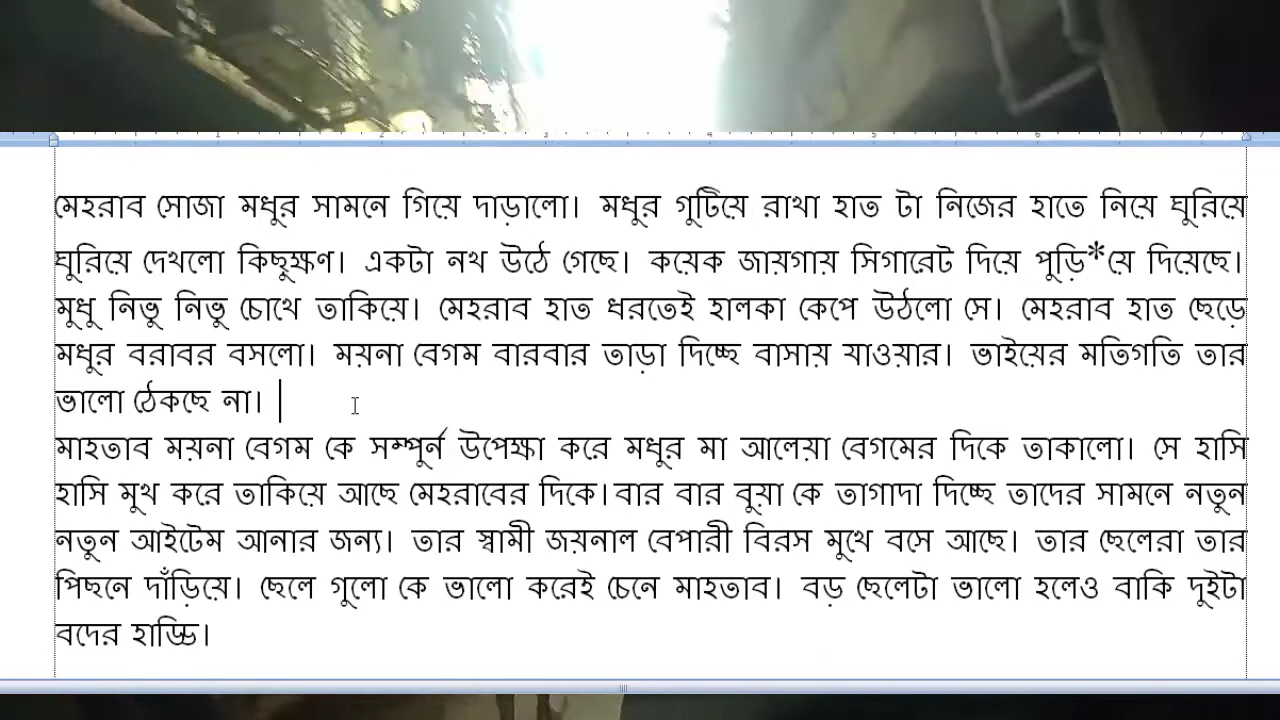 মেহরাব সোজা মধুর সামনে গিয়ে দাড়ালো। মধুর গুটিয়ে রাখা হাত টা নিজের হাতে নিয়ে ঘুরিয়ে
ঘুরিয়ে দেখলো কিছুক্ষণ। একটা নখ উঠে গেছে। কয়েক জায়গায় সিগারেট দিয়ে পুড়ি*য়ে দিয়েছে।
মুধু নিভু নিভু চোখে তাকিয়ে। মেহরাব হাত ধরতেই হালকা কেপে উঠলো সে। মেহরাব হাত ছেড়ে
মধুর বরাবর বসলো। ময়না বেগম বারবার তাড়া দিচ্ছে বাসায় যাওয়ার। ভাইয়ের মতিগতি তার
ভালো ঠেকছে না।
মাহতাব ময়না বেগম কে সম্পুর্ন উপেক্ষা করে মধুর মা আলেয়া বেগমের দিকে তাকালো। সে হাসি
হাসি মুখ করে তাকিয়ে আছে মেহরাবের দিকে। বার বার বুয়া কে তাগাদা দিচ্ছে তাদের সামনে নতুন
নতুন আইটেম আনার জন্য। তার স্বামী জয়নাল বেপারী বিরস মুখে বসে আছে। তার ছেলেরা তার
পিছনে দাঁড়িয়ে। ছেলে গুলো কে ভালো করেই চেনে মাহতাব। বড় ছেলেটা ভালো হলেও বাকি দুইটা
বদের হাড্ডি।